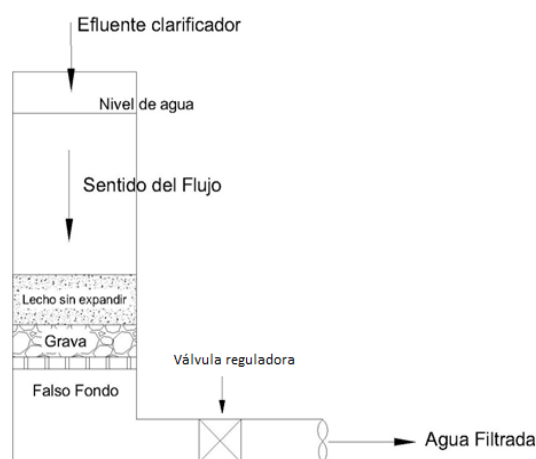 Efluente clarificador
Nivel de agua
Sentido del Flujo
Lecho sin expandir
Grava
Válvula reguladora
Falso Fondo
Agua Filtrada